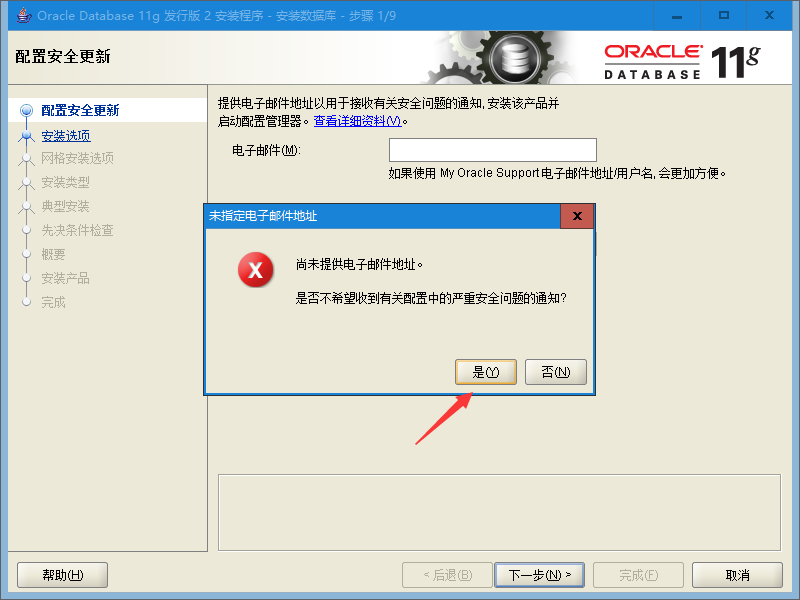 Oracle Database 11g 发行版 2 安装程序 - 安装数据库 - 步骤 1/9
配置安全更新
ORACLE
DATABASE
11g
配置安全更新
安装选项
网格安装选项
安装类型
典型安装
先决条件检查
概要
安装产品
完成
提供电子邮件地址以用于接收有关安全问题的通知, 安装该产品并
启动配置管理器。查看详细资料(V)。
电子邮件(M):
如果使用 My Oracle Support 电子邮件地址/用户名, 会更加方便。
未指定电子邮件地址
尚未提供电子邮件地址。
是否不希望收到有关配置中的严重安全问题的通知?
是(Y)
否(N)
帮助(H)
< 后退(B)
下一步(N) >
完成(F)
取消